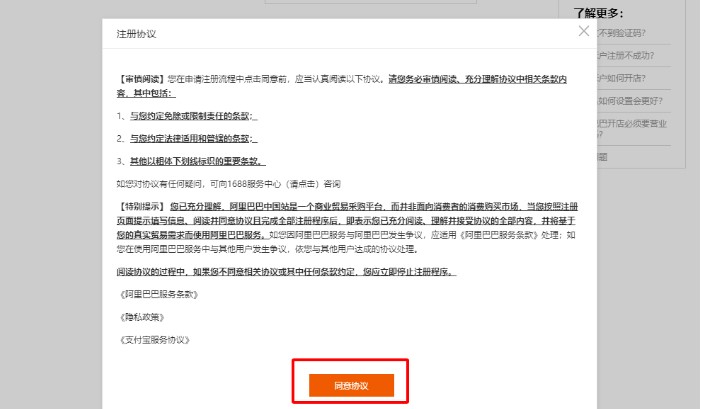 了解更多：
注册协议
不到验证码?
户注册不成功?
户如何开店?
如何设置会更好?
巴开店必须要营业
?
题
【审慎阅读】您在申请注册流程中点击同意前，应当认真阅读以下协议。请您务必审慎阅读、充分理解协议中相关条款内
容，其中包括：
1、与您约定免除或限制责任的条款；
2、与您约定法律适用和管辖的条款；
3、其他以粗体下划线标识的重要条款。
如您对协议有任何疑问，可向1688服务中心（请点击）咨询
【特别提示】您已充分理解，阿里巴巴中国站是一个商业贸易采购平台，而并非面向消费者的消费购买市场，当您按照注册
页面提示填写信息、阅读并同意协议且完成全部注册程序后，即表示您已充分阅读、理解并接受协议的全部内容，并将基于
您的真实贸易需求而使用阿里巴巴服务。如您因阿里巴巴服务与阿里巴巴发生争议，应适用《阿里巴巴服务条款》处理；如
您在使用阿里巴巴服务中与其他用户发生争议，依您与其他用户达成的协议处理。
阅读协议的过程中，如果您不同意相关协议或其中任何条款约定，您应立即停止注册程序。
《阿里巴巴服务条款》
《隐私政策》
《支付宝服务协议》
同意协议